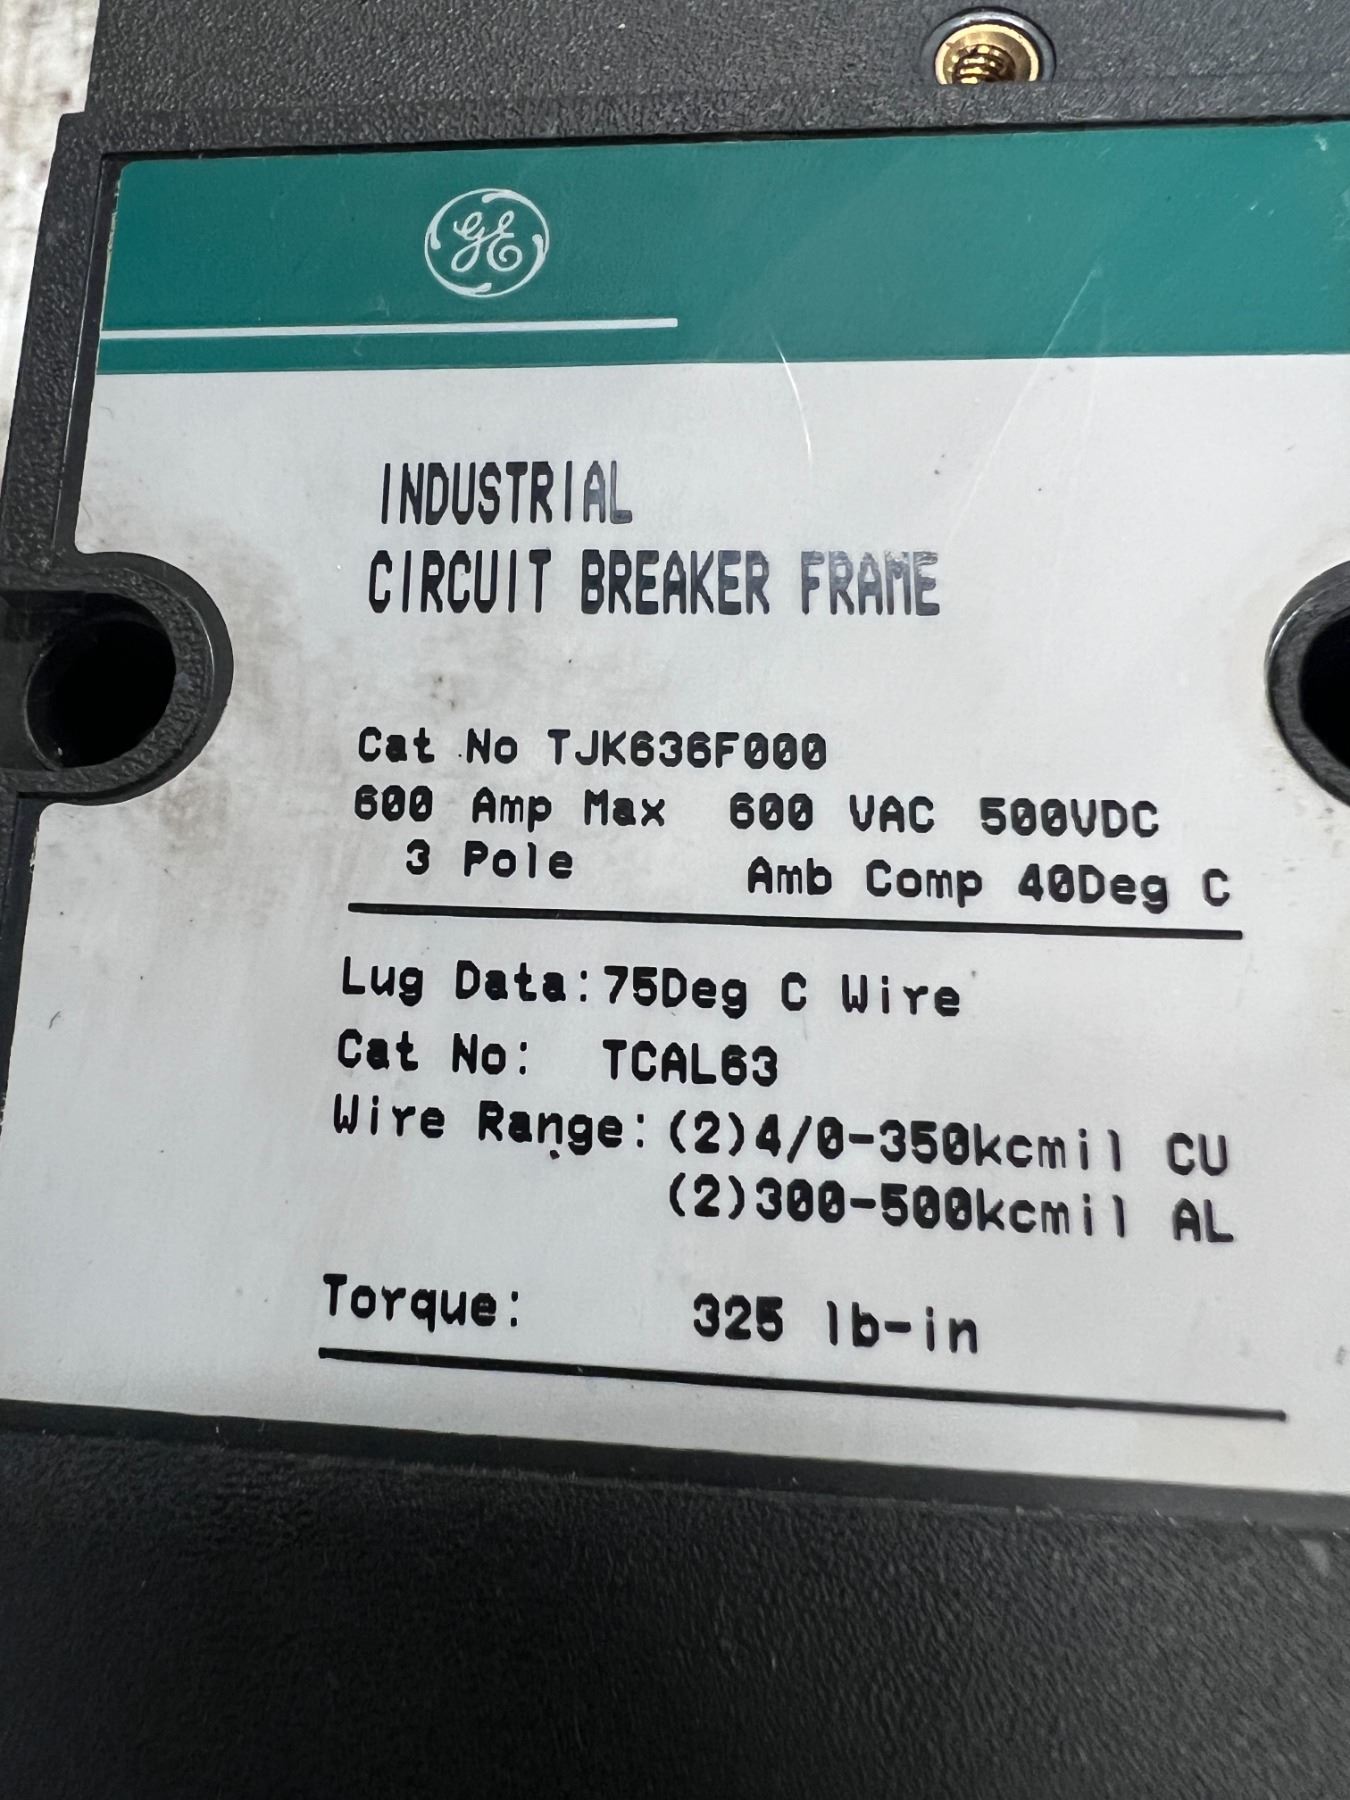 GE
INDUSTRIAL
CIRCUIT BREAKER FRAME
Cat No TJK636F000
600 Amp Max 600 VAC 500VDC
3 Pole Amb Comp 40Deg C
Lug Data: 75Deg C Wire
Cat No: TCAL63
Wire Range: (2)4/0-350kcmil CU
(2)300-500kcmil AL
Torque: 325 lb-in